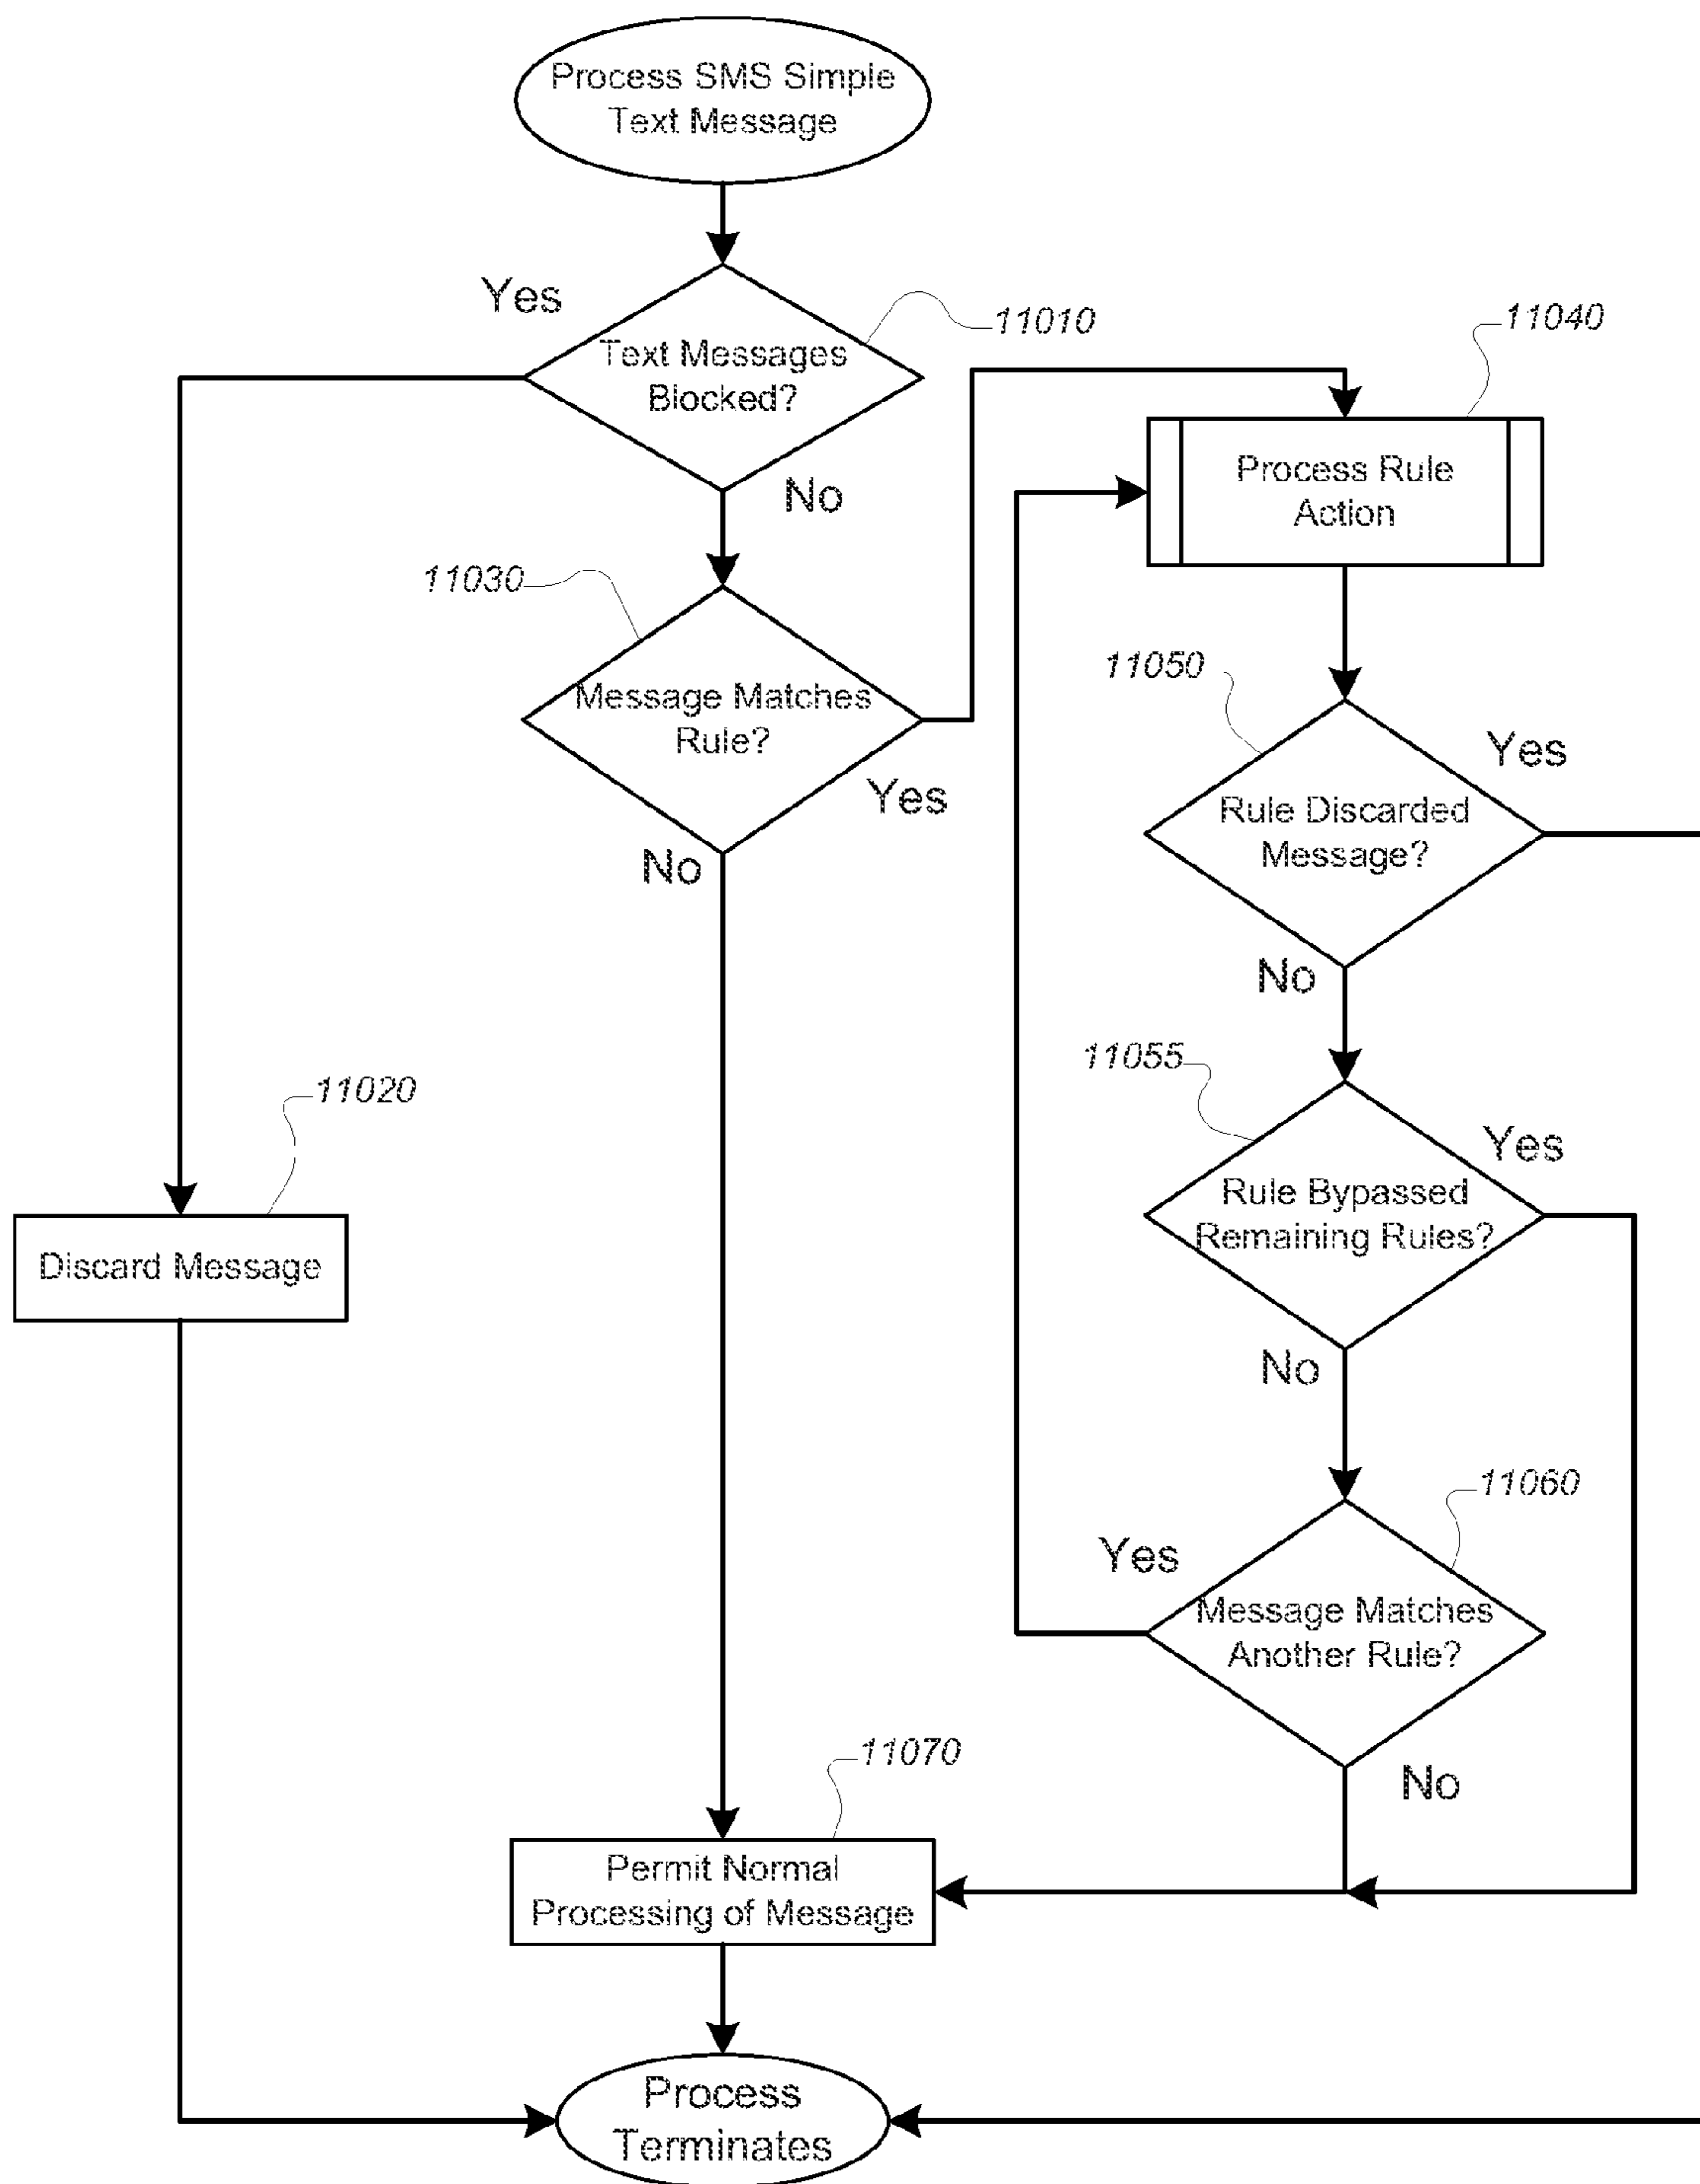 Process SMS Simple
Text Message
Yes
11010
Text Messages
Blocked?
No
11040
Process Rule
Action
11030
Message Matches
Rule?
Yes
No
11050
Yes
Rule Discarded
Message?
No
11055
Yes
Rule Bypassed
Remaining Rules?
No
11020
Discard Message
11060
Yes
Message Matches
Another Rule?
No
11070
Permit Normal
Processing of Message
Process
Terminates